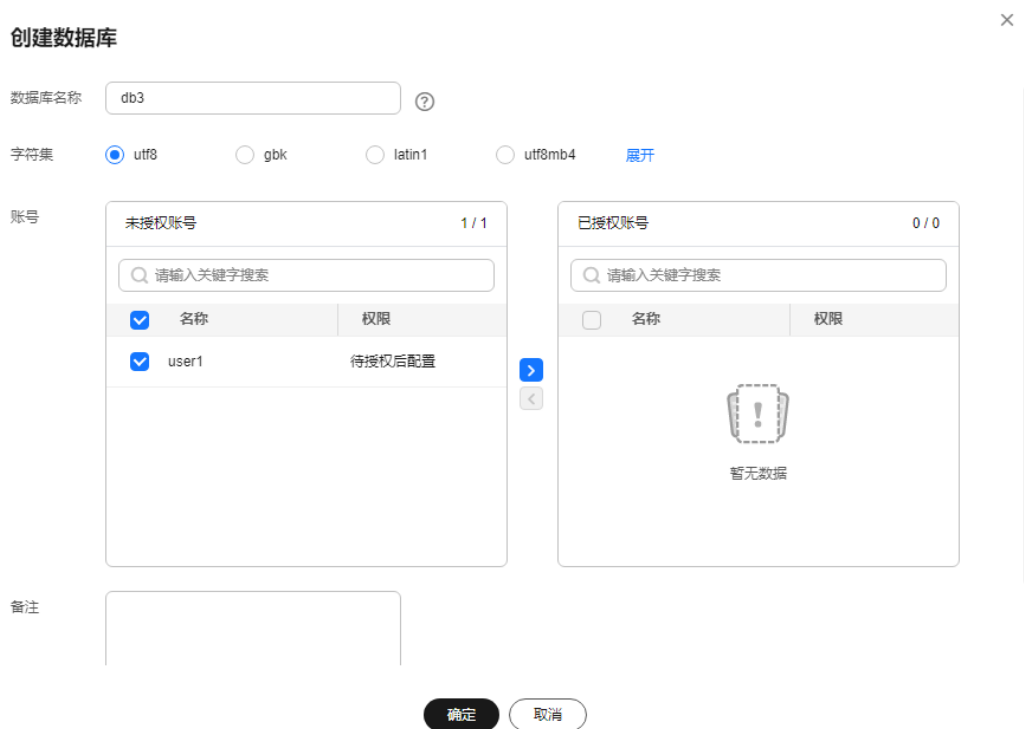 创建数据库
数据库名称 db3
字符集 utf8 gbk latin1 utf8mb4 展开
账号
未授权账号 1 / 1
请输入关键字搜索
名称 权限
user1 待授权后配置
已授权账号 0 / 0
请输入关键字搜索
名称 权限
暂无数据
备注
确定 取消